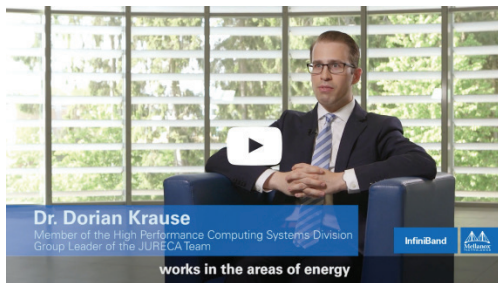 Dr. Dorian Krause
Member of the High Performance Computing Systems Division
Group Leader of the JURECA Team
InfiniBand
Mellanox
works in the areas of energy